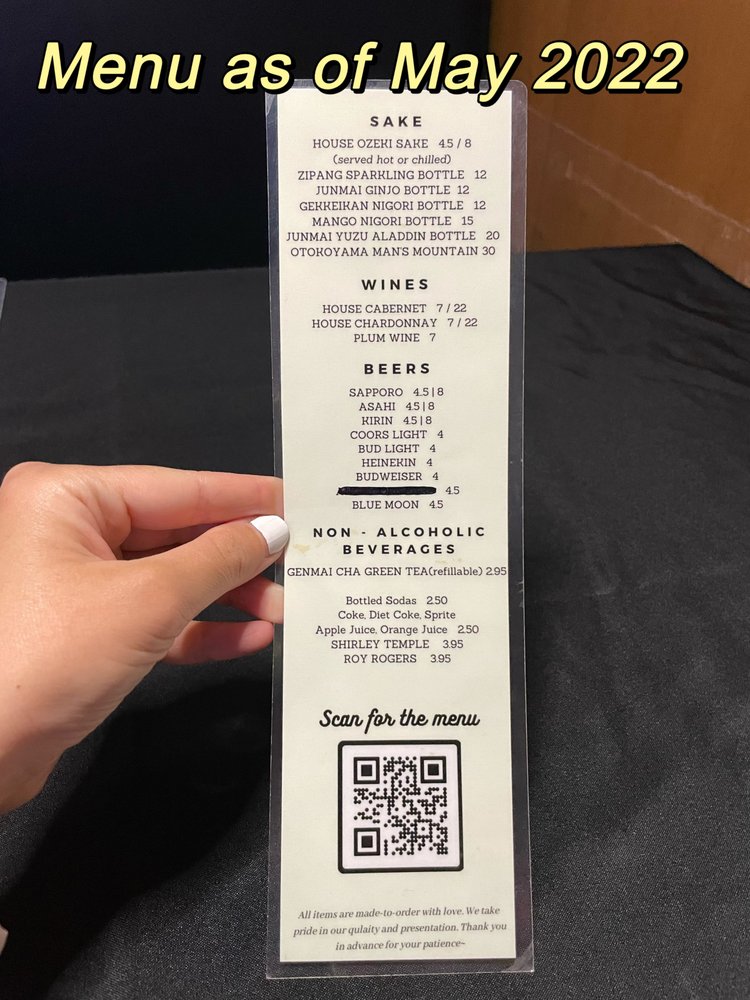 Menu as of May 2022
SAKE
HOUSE OZEKI SAKE 4.5 / 8
(served hot or chilled)
ZIPANG SPARKLING BOTTLE 12
JUNMAI GINJO BOTTLE 12
GEKKEIKAN NIGORI BOTTLE 12
MANGO NIGORI BOTTLE 15
JUNMAI YUZU ALADDIN BOTTLE 20
OTOKOYAMA MAN'S MOUNTAIN 30
WINES
HOUSE CABERNET 7 / 22
HOUSE CHARDONNAY 7 / 22
PLUM WINE 7
BEERS
SAPPORO 4.5 | 8
ASAHI 4.5 | 8
KIRIN 4.5 | 8
COORS LIGHT 4
BUD LIGHT 4
HEINEKIN 4
BUDWEISER 4
4.5
BLUE MOON 4.5
NON - ALCOHOLIC
BEVERAGES
GENMAI CHA GREEN TEA(refillable) 2.95
Bottled Sodas 2.50
Coke, Diet Coke, Sprite
Apple Juice, Orange Juice 2.50
SHIRLEY TEMPLE 3.95
ROY ROGERS 3.95
Scan for the menu
All items are made-to-order with love. We take
pride in our qulaity and presentation. Thank you
in advance for your patience~